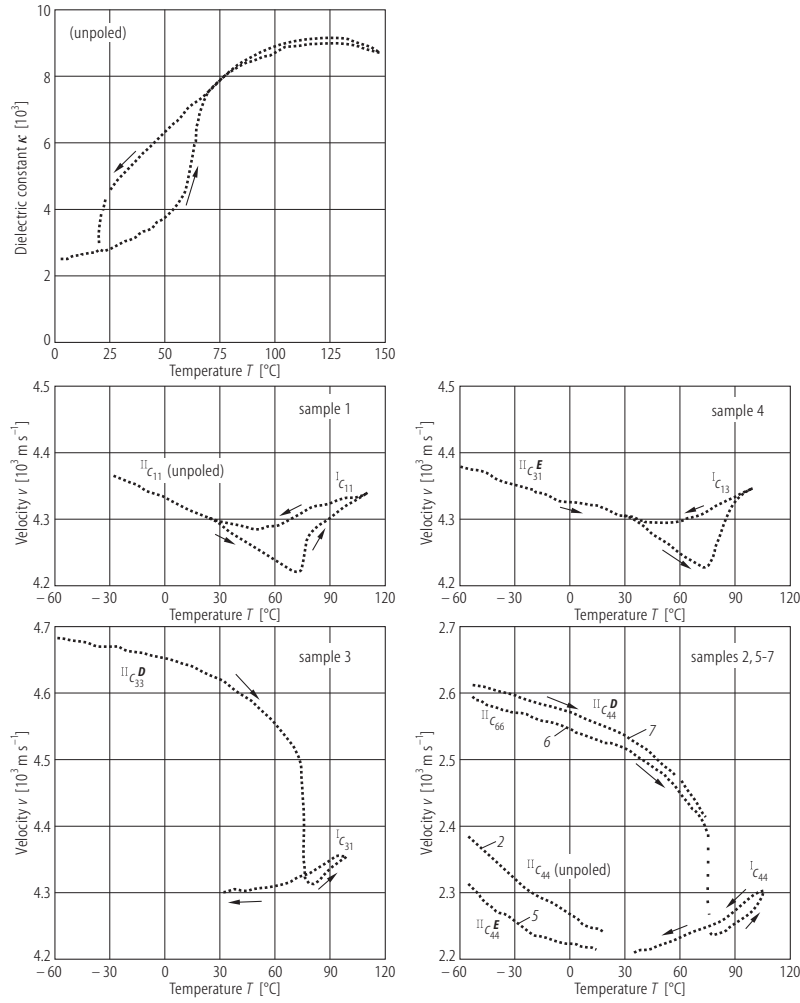 (unpoled)
Dielectric constant κ [10³]
10
8
6
4
2
0
0 25 50 75 100 125 150
Temperature T [°C]
sample 1
ᴵᴵc₁₁ (unpoled)
ᴵc₁₁
Velocity v [10³ m s⁻¹]
4.5
4.4
4.3
4.2
−60 −30 0 30 60 90 120
Temperature T [°C]
sample 4
ᴵᴵc₃₁ᴱ
ᴵc₁₃
Velocity v [10³ m s⁻¹]
4.5
4.4
4.3
4.2
−60 −30 0 30 60 90 120
Temperature T [°C]
sample 3
ᴵᴵc₃₃ᴰ
ᴵc₃₁
Velocity v [10³ m s⁻¹]
4.7
4.6
4.5
4.4
4.3
4.2
−60 −30 0 30 60 90 120
Temperature T [°C]
samples 2, 5-7
ᴵᴵc₄₄ᴰ
7
ᴵᴵc₆₆
6
2
ᴵᴵc₄₄ (unpoled)
ᴵc₄₄
5
ᴵᴵc₄₄ᴱ
Velocity v [10³ m s⁻¹]
2.7
2.6
2.5
2.4
2.3
2.2
−60 −30 0 30 60 90 120
Temperature T [°C]